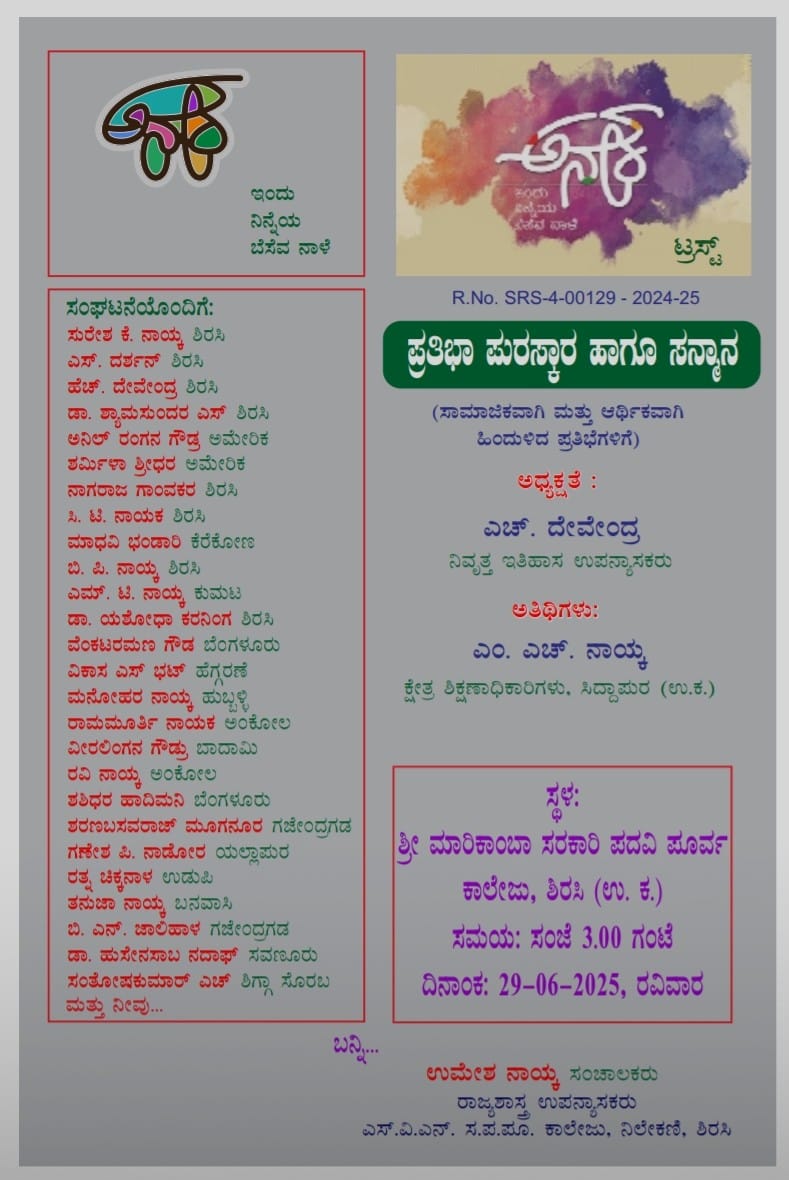 ಅನೇಕ
ಇಂದು
ನಿನ್ನೆಯ
ಬೆಸೆವ ನಾಳೆ
ಸಂಘಟನೆಯೊಂದಿಗೆ:
ಸುರೇಶ ಕೆ. ನಾಯ್ಕ ಶಿರಸಿ
ಎಸ್. ದರ್ಶನ್ ಶಿರಸಿ
ಹೆಚ್. ದೇವೇಂದ್ರ ಶಿರಸಿ
ಡಾ. ಶ್ಯಾಮಸುಂದರ ಎಸ್ ಶಿರಸಿ
ಅನಿಲ್ ರಂಗನ ಗೌಡ್ರ ಅಮೇರಿಕ
ಶರ್ಮಿಳಾ ಶ್ರೀಧರ ಅಮೇರಿಕ
ನಾಗರಾಜ ಗಾಂವಕರ ಶಿರಸಿ
ಸಿ. ಟಿ. ನಾಯಕ ಶಿರಸಿ
ಮಾಧವಿ ಭಂಡಾರಿ ಕೆರೆಕೋಣ
ಬಿ. ಪಿ. ನಾಯ್ಕ ಶಿರಸಿ
ಎಮ್. ಟಿ. ನಾಯ್ಕ ಕುಮಟ
ಡಾ. ಯಶೋಧಾ ಕರನಿಂಗ ಶಿರಸಿ
ವೆಂಕಟರಮಣ ಗೌಡ ಬೆಂಗಳೂರು
ವಿಕಾಸ ಎಸ್ ಭಟ್ ಹೆಗ್ಗರಣೆ
ಮನೋಹರ ನಾಯ್ಕ ಹುಬ್ಬಳ್ಳಿ
ರಾಮಮೂರ್ತಿ ನಾಯಕ ಅಂಕೋಲ
ವೀರಲಿಂಗನ ಗೌಡ್ರು ಬಾದಾಮಿ
ರವಿ ನಾಯ್ಕ ಅಂಕೋಲ
ಶಶಿಧರ ಹಾದಿಮನಿ ಬೆಂಗಳೂರು
ಶರಣಬಸವರಾಜ್ ಮೂಗನೂರ ಗಜೇಂದ್ರಗಡ
ಗಣೇಶ ಪಿ. ನಾಡೋರ ಯಲ್ಲಾಪುರ
ರತ್ನ ಚಿಕ್ಕನಾಳ ಉಡುಪಿ
ತನುಜಾ ನಾಯ್ಕ ಬನವಾಸಿ
ಬಿ. ಎನ್. ಜಾಲಿಹಾಳ ಗಜೇಂದ್ರಗಡ
ಡಾ. ಹುಸೇನಸಾಬ ನದಾಫ್ ಸವಣೂರು
ಸಂತೋಷಕುಮಾರ್ ಎಚ್ ಶಿಗ್ಗಾ ಸೊರಬ
ಮತ್ತು ನೀವು...
ಅನೇಕ
ಇಂದು
ನಿನ್ನೆಯ
ಬೆಸೆವ ನಾಳೆ
ಟ್ರಸ್ಟ್
R.No. SRS-4-00129 - 2024-25
ಪ್ರತಿಭಾ ಪುರಸ್ಕಾರ ಹಾಗೂ ಸನ್ಮಾನ
(ಸಾಮಾಜಿಕವಾಗಿ ಮತ್ತು ಆರ್ಥಿಕವಾಗಿ
ಹಿಂದುಳಿದ ಪ್ರತಿಭೆಗಳಿಗೆ)
ಅಧ್ಯಕ್ಷತೆ :
ಎಚ್. ದೇವೇಂದ್ರ
ನಿವೃತ್ತ ಇತಿಹಾಸ ಉಪನ್ಯಾಸಕರು
ಅತಿಥಿಗಳು:
ಎಂ. ಎಚ್. ನಾಯ್ಕ
ಕ್ಷೇತ್ರ ಶಿಕ್ಷಣಾಧಿಕಾರಿಗಳು, ಸಿದ್ದಾಪುರ (ಉ.ಕ.)
ಸ್ಥಳ:
ಶ್ರೀ ಮಾರಿಕಾಂಬಾ ಸರಕಾರಿ ಪದವಿ ಪೂರ್ವ
ಕಾಲೇಜು, ಶಿರಸಿ (ಉ. ಕ.)
ಸಮಯ: ಸಂಜೆ 3.00 ಗಂಟೆ
ದಿನಾಂಕ: 29-06-2025, ರವಿವಾರ
ಬನ್ನಿ...
ಉಮೇಶ ನಾಯ್ಕ ಸಂಚಾಲಕರು
ರಾಜ್ಯಶಾಸ್ತ್ರ ಉಪನ್ಯಾಸಕರು
ಎಸ್.ವಿ.ಎನ್. ಸ.ಪ.ಪೂ. ಕಾಲೇಜು, ನಿಲೇಕಣಿ, ಶಿರಸಿ